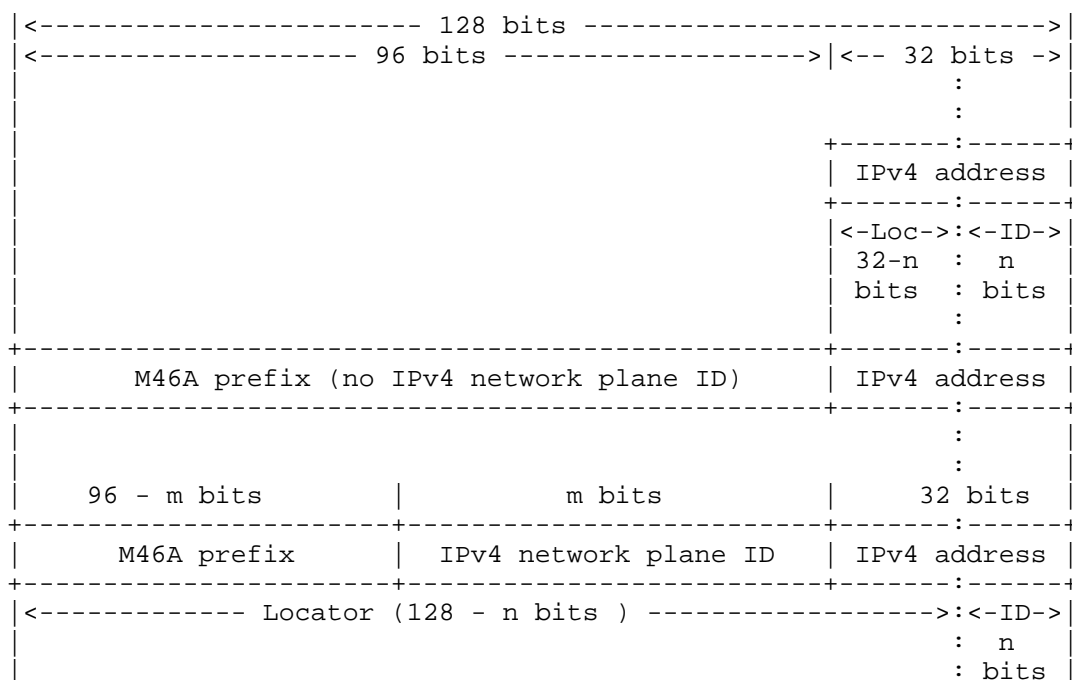 |<------------------------ 128 bits ----------------------------->|
|<-------------------- 96 bits ------------------->|<-- 32 bits ->|
|                                                          :      |
|                                                          :      |
|                                                  +-------:------+
|                                                  | IPv4 address |
|                                                  +-------:------+
|                                                  |<-Loc->:<-ID->|
|                                                  | 32-n  :  n   |
|                                                  | bits  : bits |
|                                                  |       :      |
+--------------------------------------------------+-------:------+
|       M46A prefix (no IPv4 network plane ID)     | IPv4 address |
+--------------------------------------------------+-------:------+
|                                                          :      |
|                                                          :      |
|    96 - m bits        |          m bits          |     32 bits  |
+-----------------------+--------------------------+-------:------+
|      M46A prefix      |  IPv4 network plane ID   | IPv4 address |
+-----------------------+--------------------------+-------:------+
|<------------- Locator (128 - n bits ) ------------------>:<-ID->|
|                                                          :  n   |
|                                                          : bits |